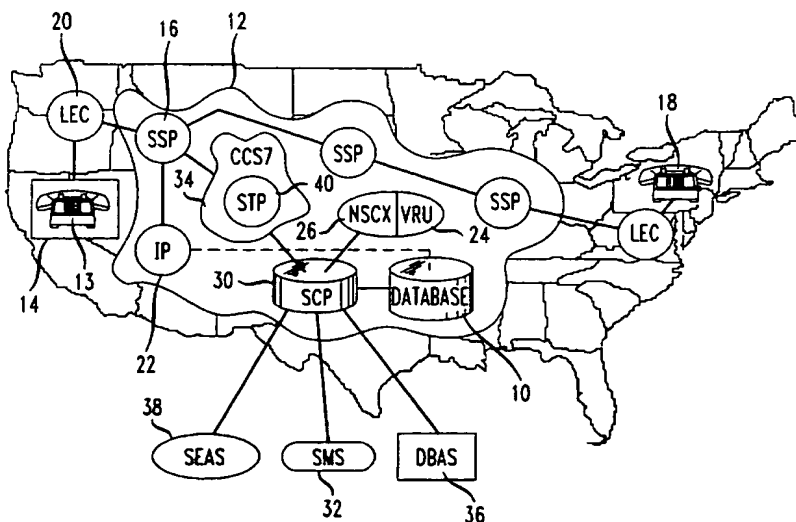 20
16
12
LEC
SSP
18
CCS7
SSP
34
STP
40
SSP
13
26
NSCX
VRU
24
LEC
14
IP
30
SCP
DATABASE
22
10
38
SEAS
SMS
DBAS
32
36